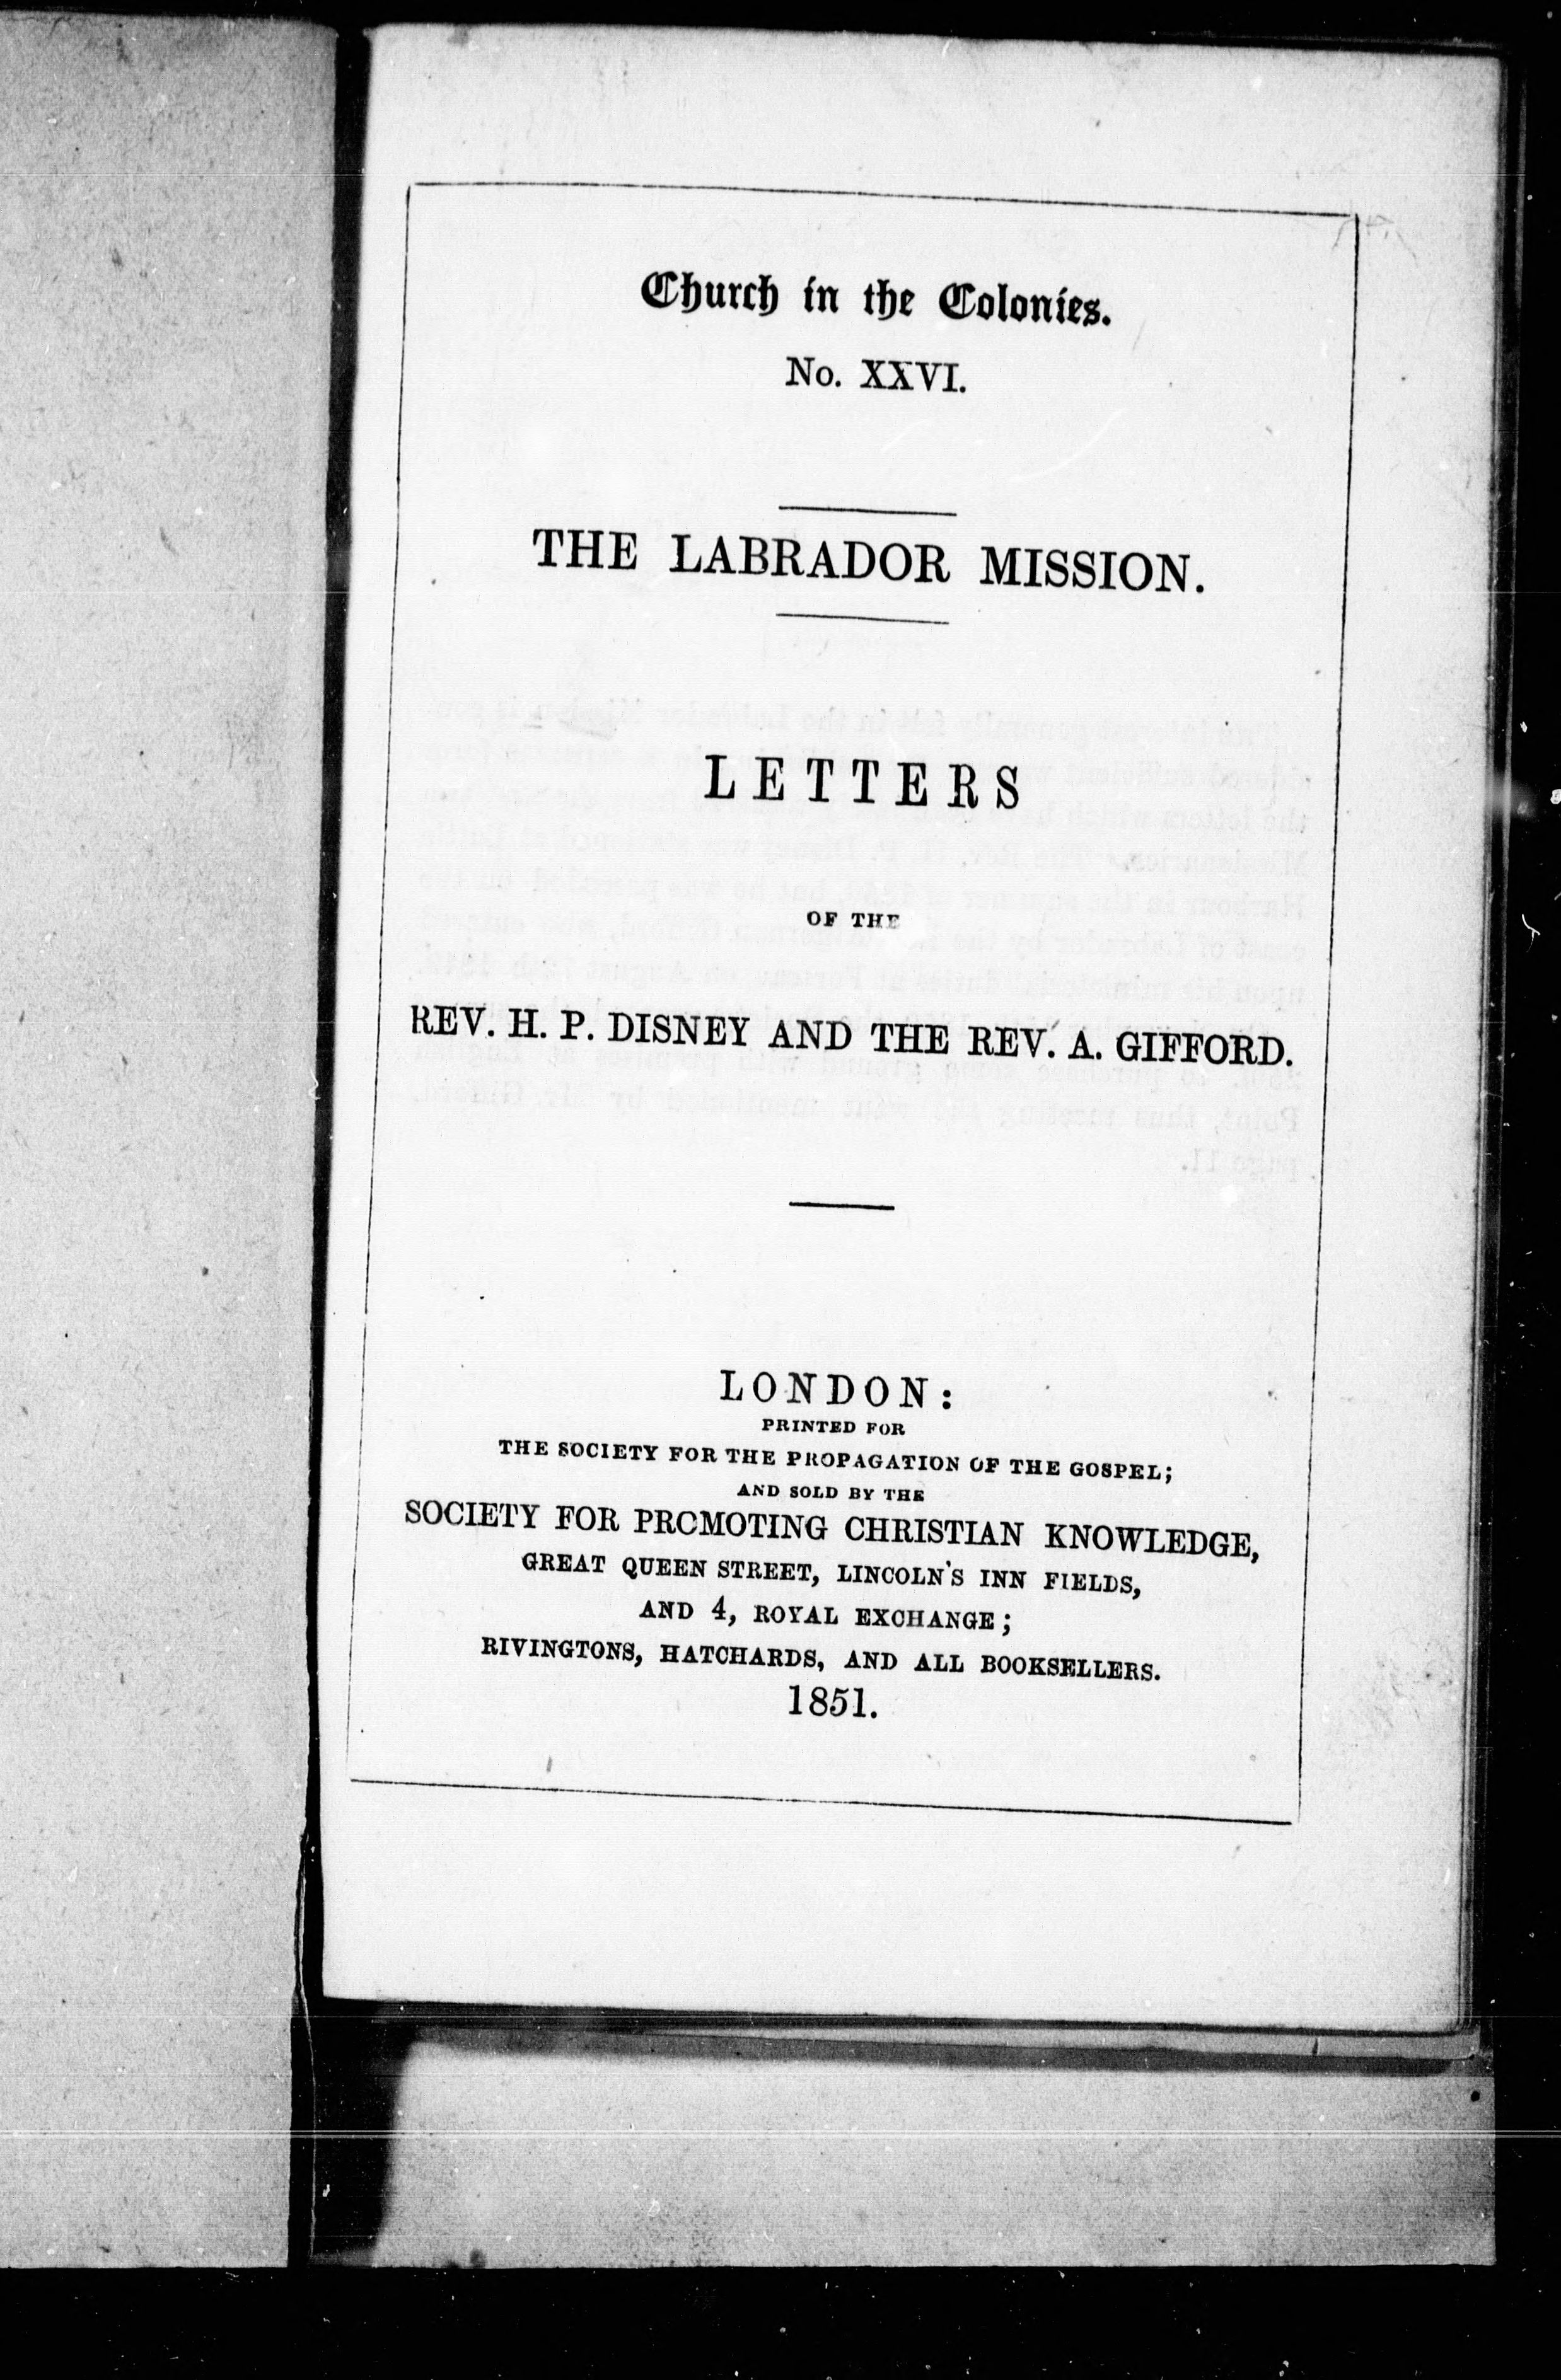 Church in the Colonies.
No. XXVI.
THE LABRADOR MISSION.
LETTERS
OF THE
REV. H. P. DISNEY AND THE REV. A. GIFFORD.
LONDON:
PRINTED FOR
THE SOCIETY FOR THE PROPAGATION OF THE GOSPEL;
AND SOLD BY THE
SOCIETY FOR PROMOTING CHRISTIAN KNOWLEDGE,
GREAT QUEEN STREET, LINCOLN'S INN FIELDS,
AND 4, ROYAL EXCHANGE;
RIVINGTONS, HATCHARDS, AND ALL BOOKSELLERS.
1851.